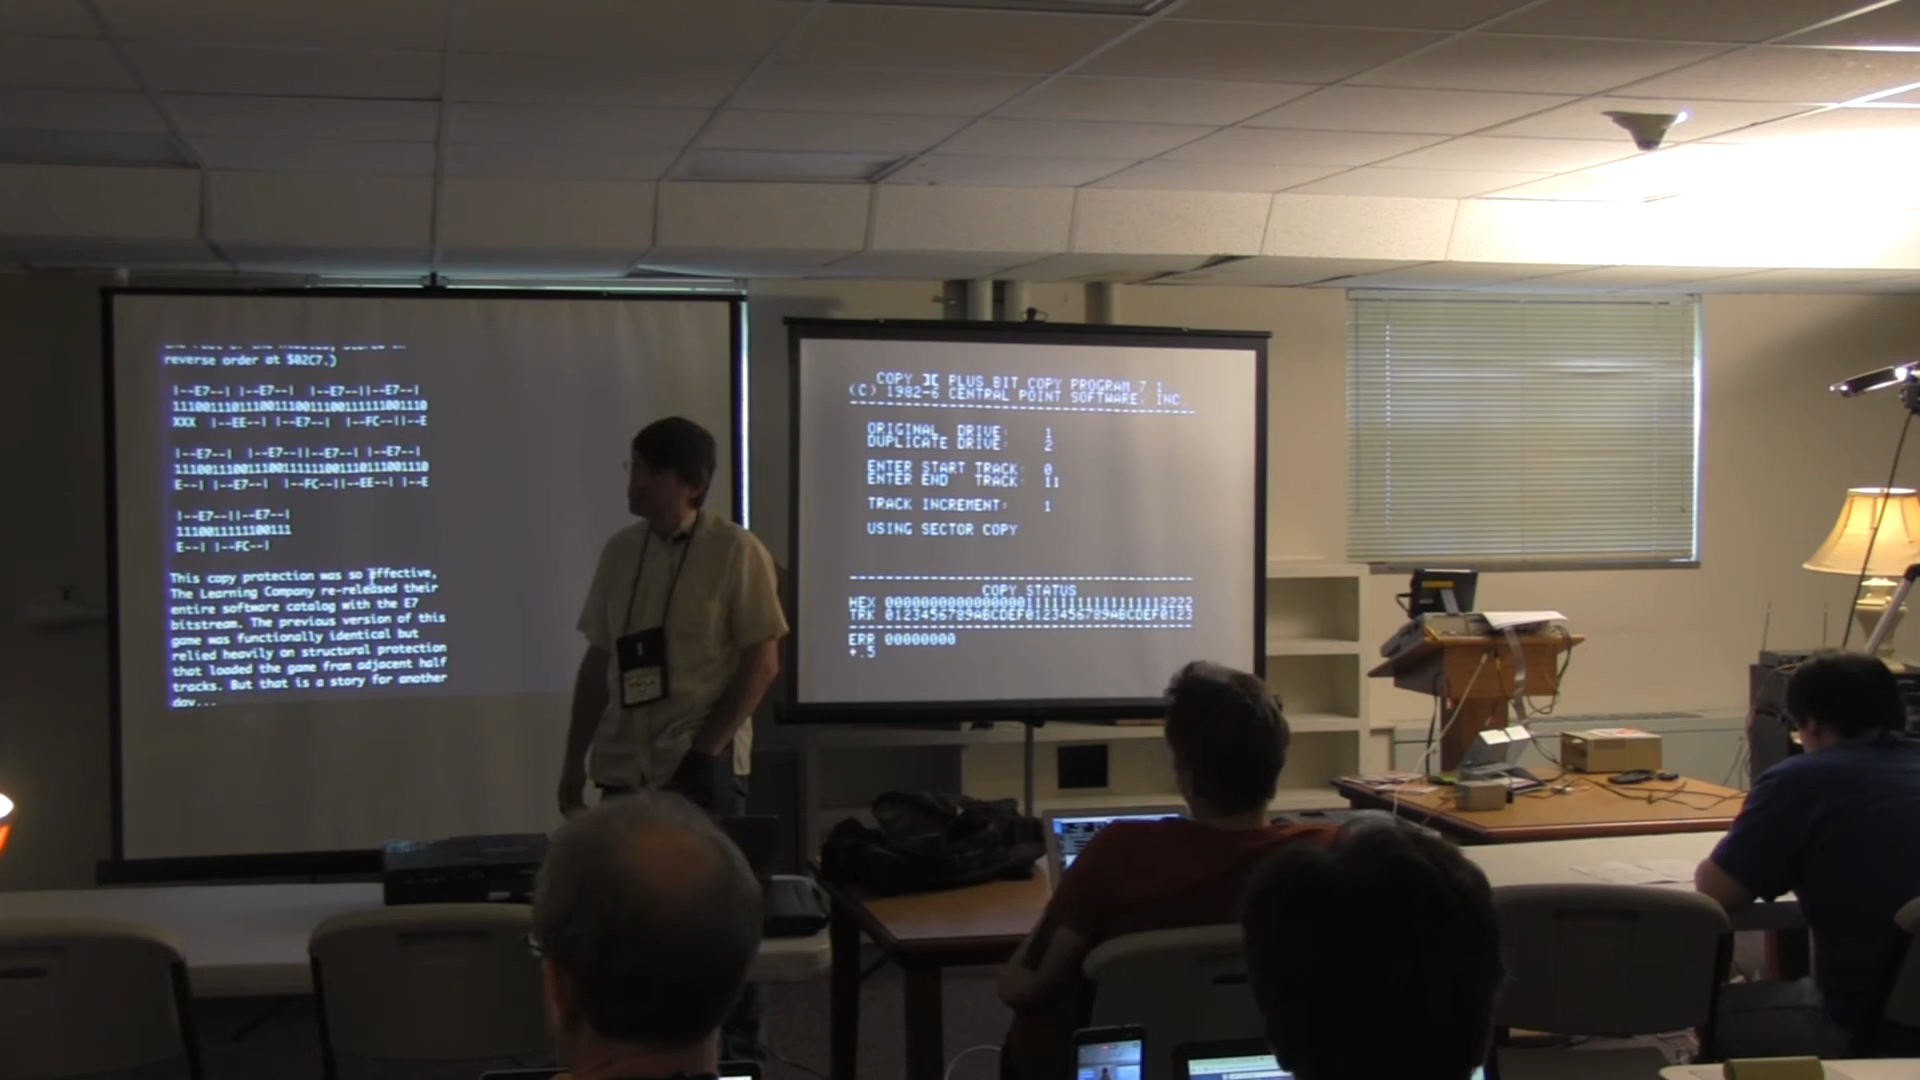 reverse order at $02C7.)
|--E7--| |--E7--|  |--E7--||--E7--|
111001110111001110011100111111100111​0
XXX  |--EE--| |--E7--|  |--FC--||--E
|--E7--|  |--E7--||--E7--|  |--E7--|
E--| |--E7--|  |--FC--||--EE--| |--E
|--E7--||--E7--|
1110011111100111
E--| |--FC--|
This copy protection was so effective,
The Learning Company re-released their
entire software catalog with the E7
bitstream. The previous version of this
game was functionally identical but
relied heavily on structural protection
that loaded the game from adjacent half
tracks. But that is a story for another
day...
COPY ][ PLUS BIT COPY PROGRAM 7.1
(C) 1982-6 CENTRAL POINT SOFTWARE, INC
ORIGINAL  DRIVE: 1
DUPLICATE DRIVE: 2
ENTER START TRACK: 0
ENTER END   TRACK: 11
TRACK INCREMENT: 1
USING SECTOR COPY
COPY STATUS
HEX 000000000000000011111111111111112222
TRK 0123456789ABCDEF0123456789ABCDEF0123
ERR 00000000
+.5